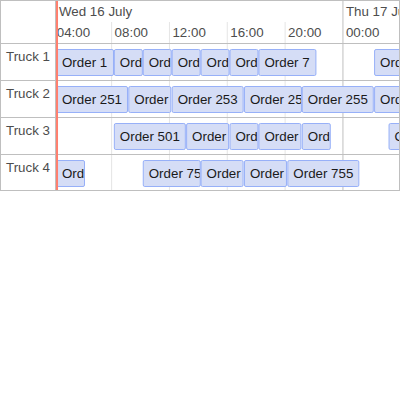 Wed 16 July Thu 17 J
04:00 08:00 12:00 16:00 20:00 00:00
Truck 1 Order 1 Ord Ord Ord Ord Ord Order 7 Ord
Truck 2 Order 251 Order Order 253 Order 25 Order 255 Ord
Truck 3 Order 501 Order Ord Order Ord
Truck 4 Ord Order 75 Order Order Order 755